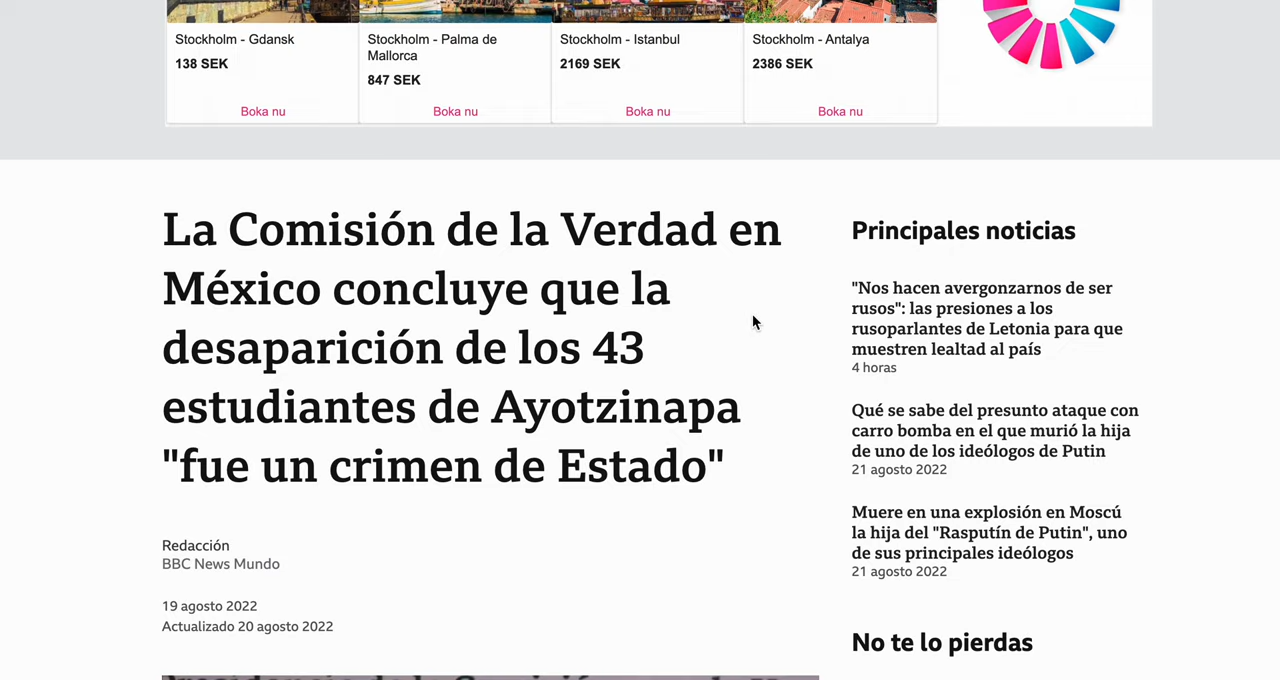 Stockholm - Gdansk
138 SEK
Boka nu
Stockholm - Palma de
Mallorca
847 SEK
Boka nu
Stockholm - Istanbul
2169 SEK
Boka nu
Stockholm - Antalya
2386 SEK
Boka nu
La Comisión de la Verdad en
México concluye que la
desaparición de los 43
estudiantes de Ayotzinapa
"fue un crimen de Estado"
Redacción
BBC News Mundo
19 agosto 2022
Actualizado 20 agosto 2022
Principales noticias
"Nos hacen avergonzarnos de ser
rusos": las presiones a los
rusoparlantes de Letonia para que
muestren lealtad al país
4 horas
Qué se sabe del presunto ataque con
carro bomba en el que murió la hija
de uno de los ideólogos de Putin
21 agosto 2022
Muere en una explosión en Moscú
la hija del "Rasputín de Putin", uno
de sus principales ideólogos
21 agosto 2022
No te lo pierdas